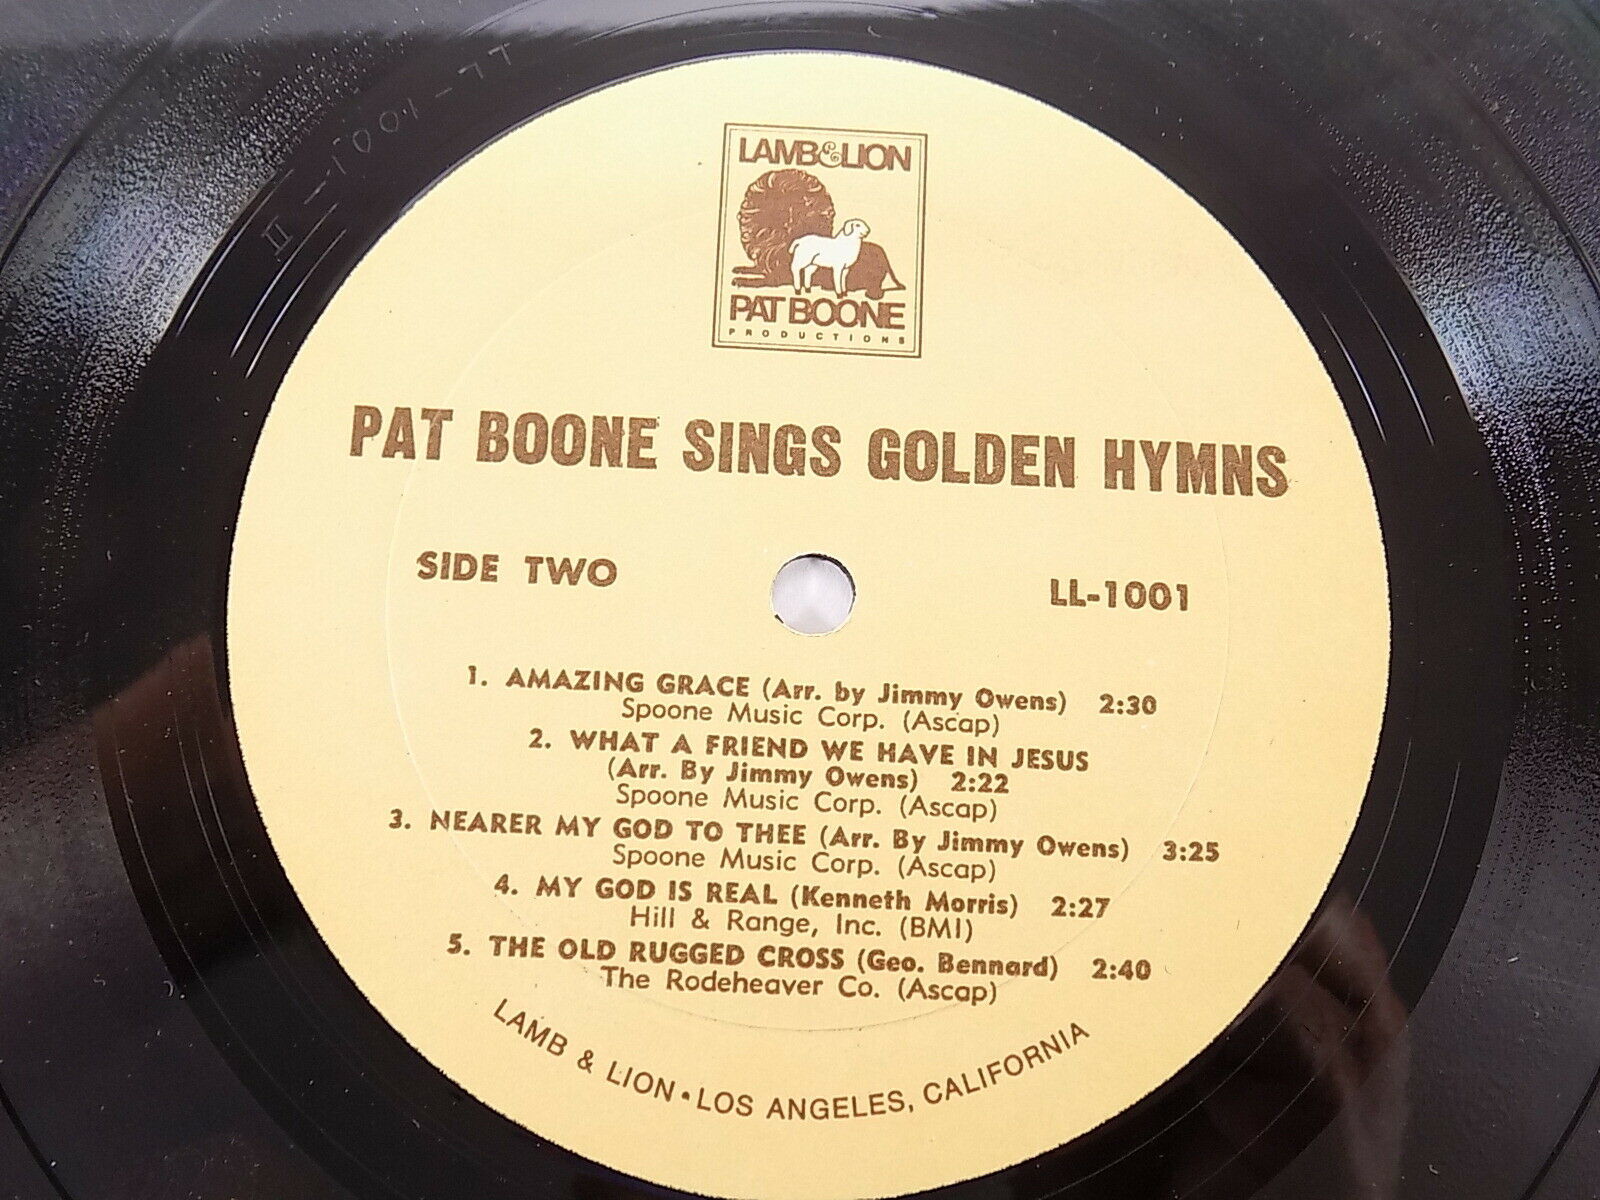 II-1001-77
LAMB&LION
PAT BOONE
PRODUCTIONS
PAT BOONE SINGS GOLDEN HYMNS
SIDE TWO
LL-1001
1. AMAZING GRACE (Arr. by Jimmy Owens) 2:30
Spoone Music Corp. (Ascap)
2. WHAT A FRIEND WE HAVE IN JESUS
(Arr. By Jimmy Owens) 2:22
Spoone Music Corp. (Ascap)
3. NEARER MY GOD TO THEE (Arr. By Jimmy Owens) 3:25
Spoone Music Corp. (Ascap)
4. MY GOD IS REAL (Kenneth Morris) 2:27
Hill & Range, Inc. (BMI)
5. THE OLD RUGGED CROSS (Geo. Bennard) 2:40
The Rodeheaver Co. (Ascap)
LAMB & LION • LOS ANGELES, CALIFORNIA